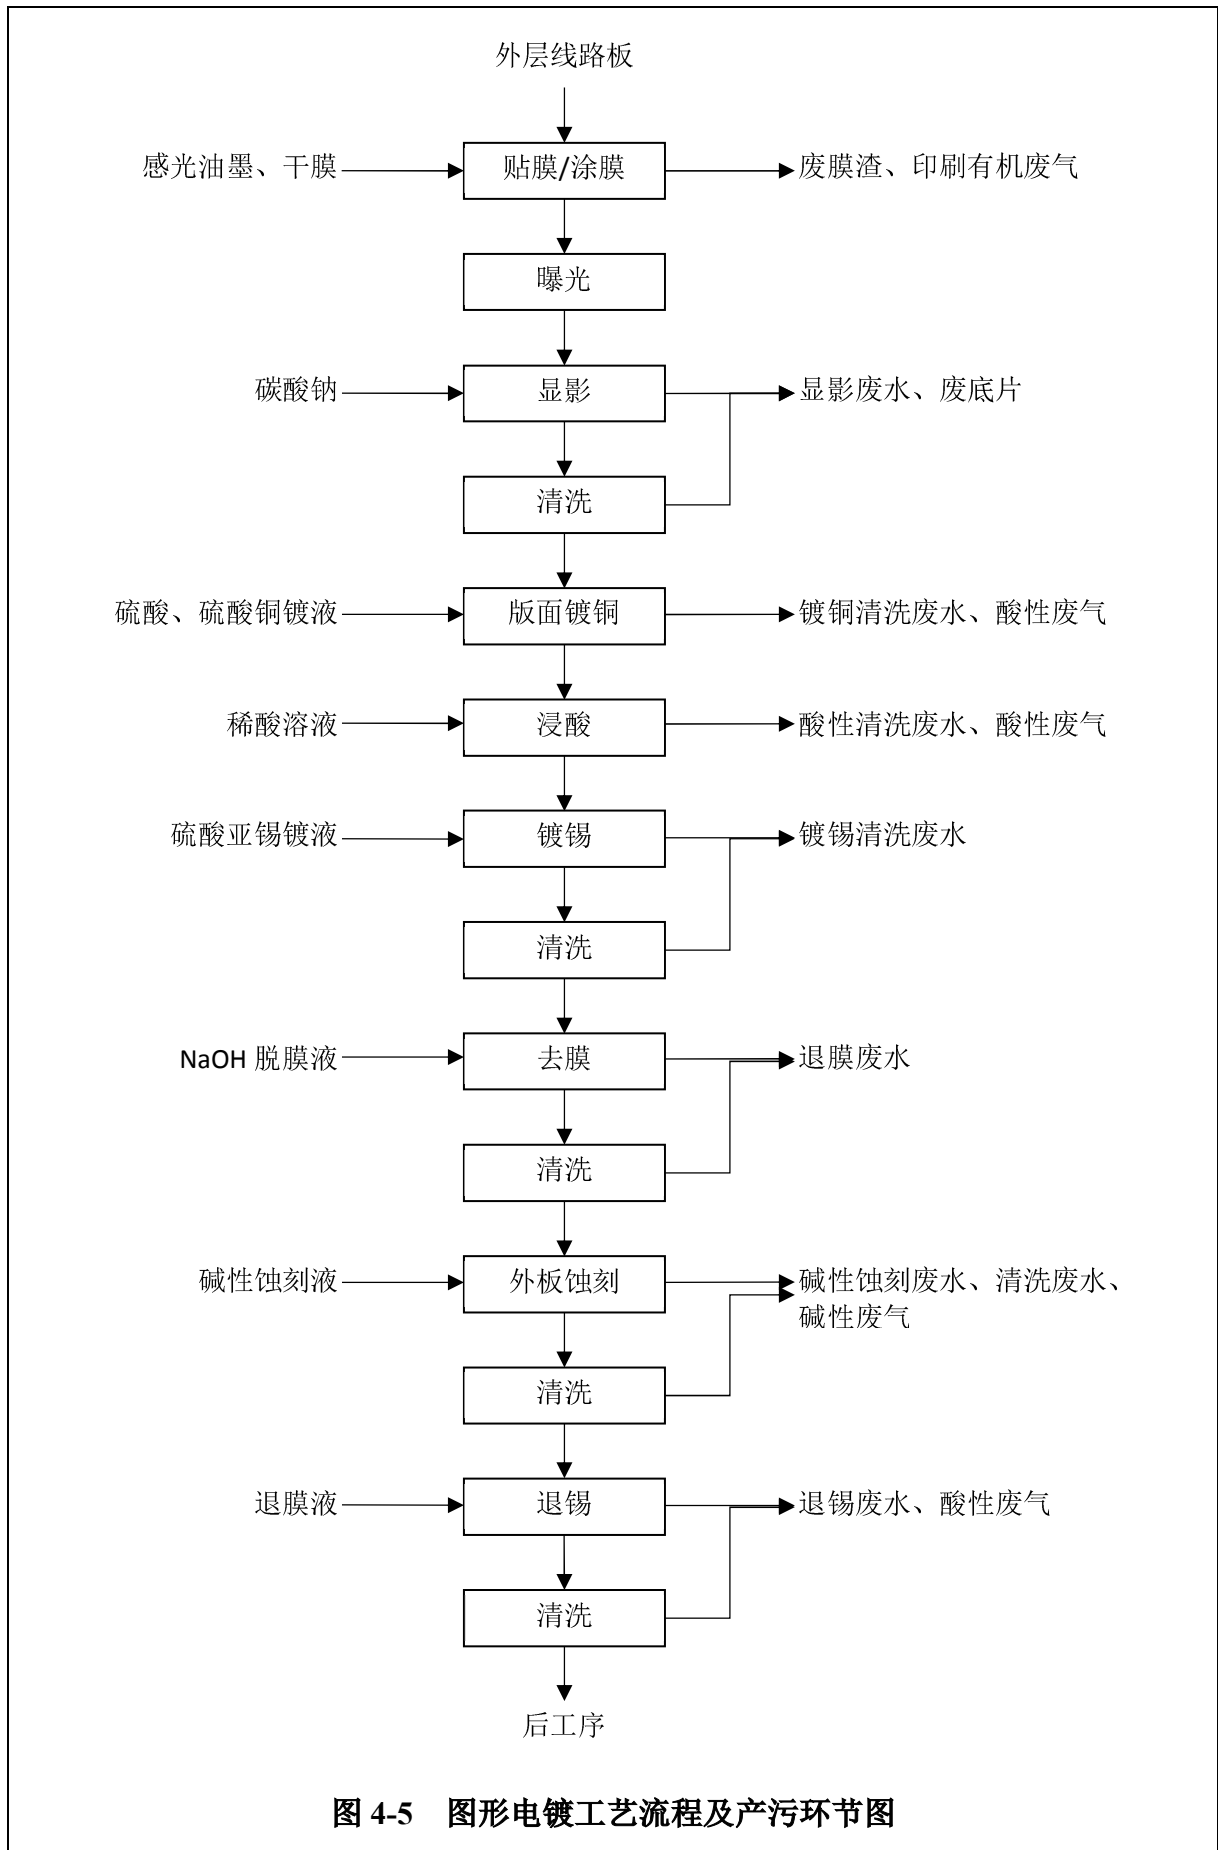 外层线路板
感光油墨、干膜
贴膜/涂膜
废膜渣、印刷有机废气
曝光
碳酸钠
显影
显影废水、废底片
清洗
硫酸、硫酸铜镀液
版面镀铜
镀铜清洗废水、酸性废气
稀酸溶液
浸酸
酸性清洗废水、酸性废气
硫酸亚锡镀液
镀锡
镀锡清洗废水
清洗
NaOH 脱膜液
去膜
退膜废水
清洗
碱性蚀刻液
外板蚀刻
碱性蚀刻废水、清洗废水、
碱性废气
清洗
退膜液
退锡
退锡废水、酸性废气
清洗
后工序
图 4-5 图形电镀工艺流程及产污环节图